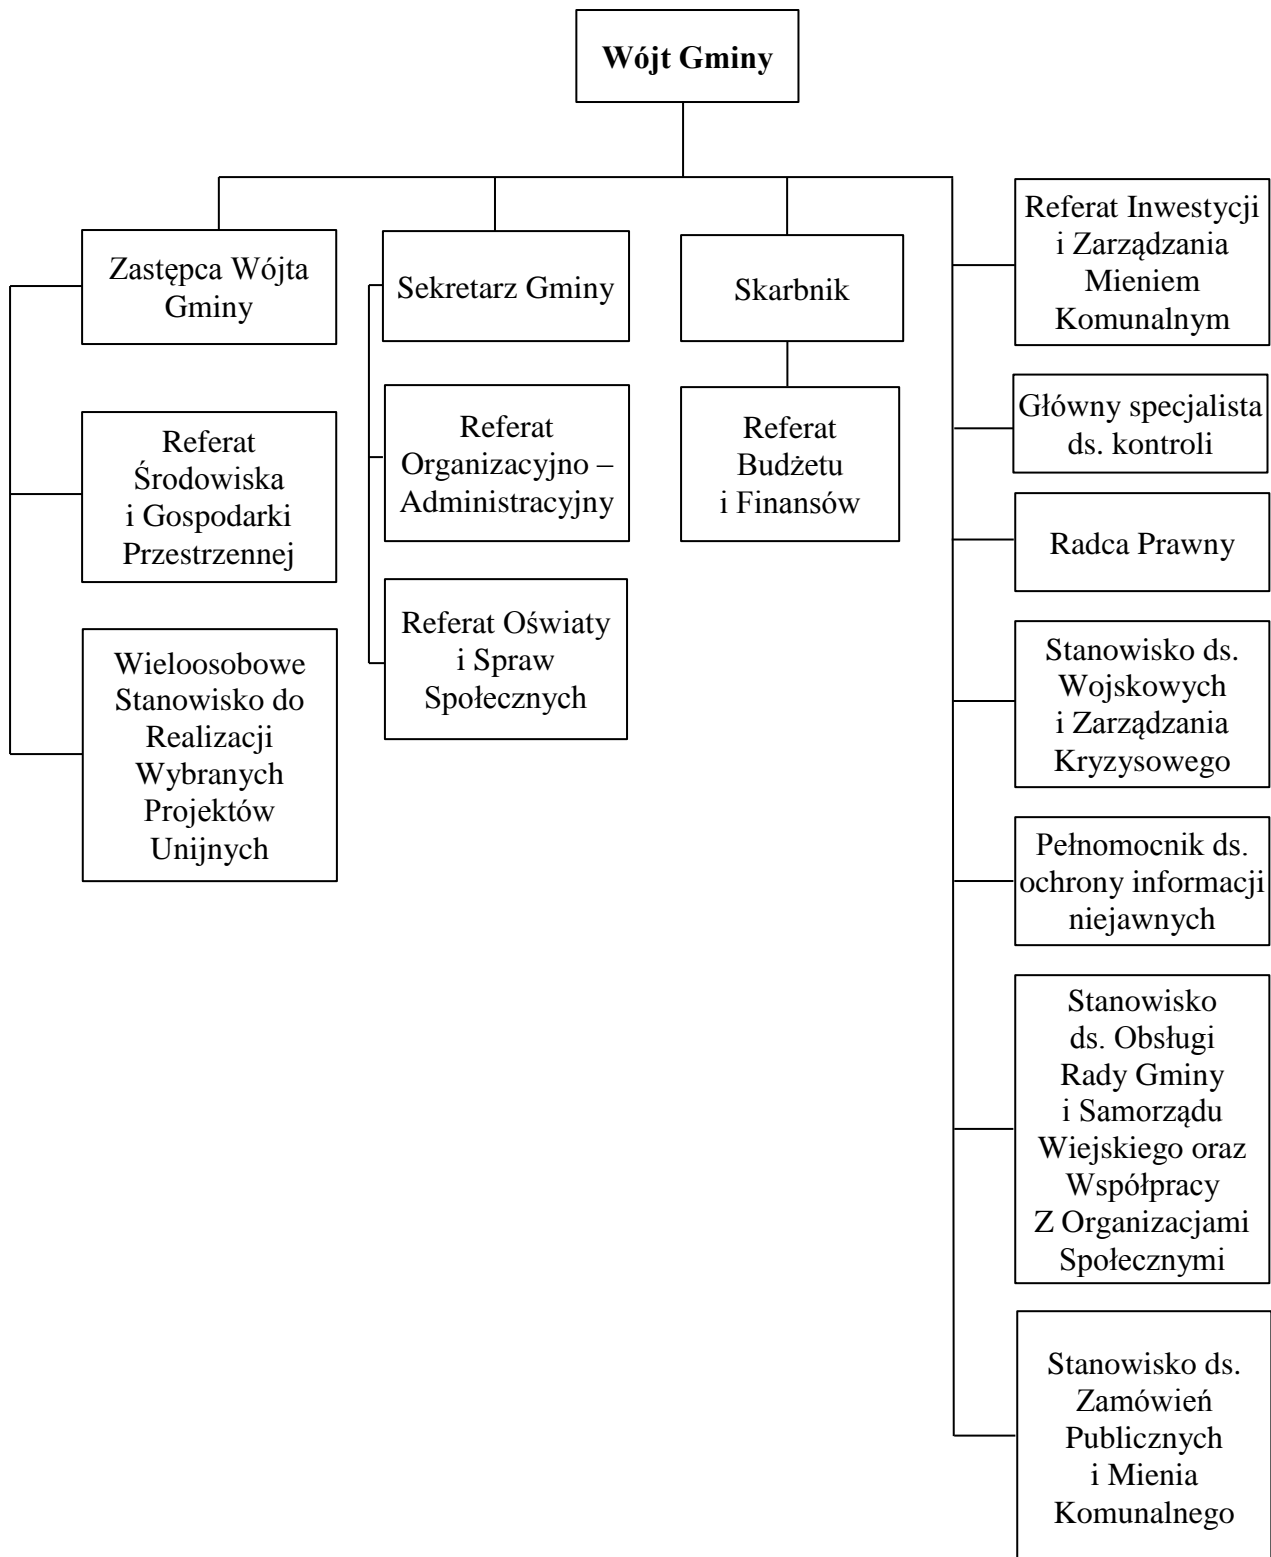 Wójt Gminy
Zastępca Wójta
Gminy
Referat
Środowiska
i Gospodarki
Przestrzennej
Wieloosobowe
Stanowisko do
Realizacji
Wybranych
Projektów
Unijnych
Sekretarz Gminy
Referat
Organizacyjno –
Administracyjny
Referat Oświaty
i Spraw
Społecznych
Skarbnik
Referat
Budżetu
i Finansów
Referat Inwestycji
i Zarządzania
Mieniem
Komunalnym
Główny specjalista
ds. kontroli
Radca Prawny
Stanowisko ds.
Wojskowych
i Zarządzania
Kryzysowego
Pełnomocnik ds.
ochrony informacji
niejawnych
Stanowisko
ds. Obsługi
Rady Gminy
i Samorządu
Wiejskiego oraz
Współpracy
Z Organizacjami
Społecznymi
Stanowisko ds.
Zamówień
Publicznych
i Mienia
Komunalnego